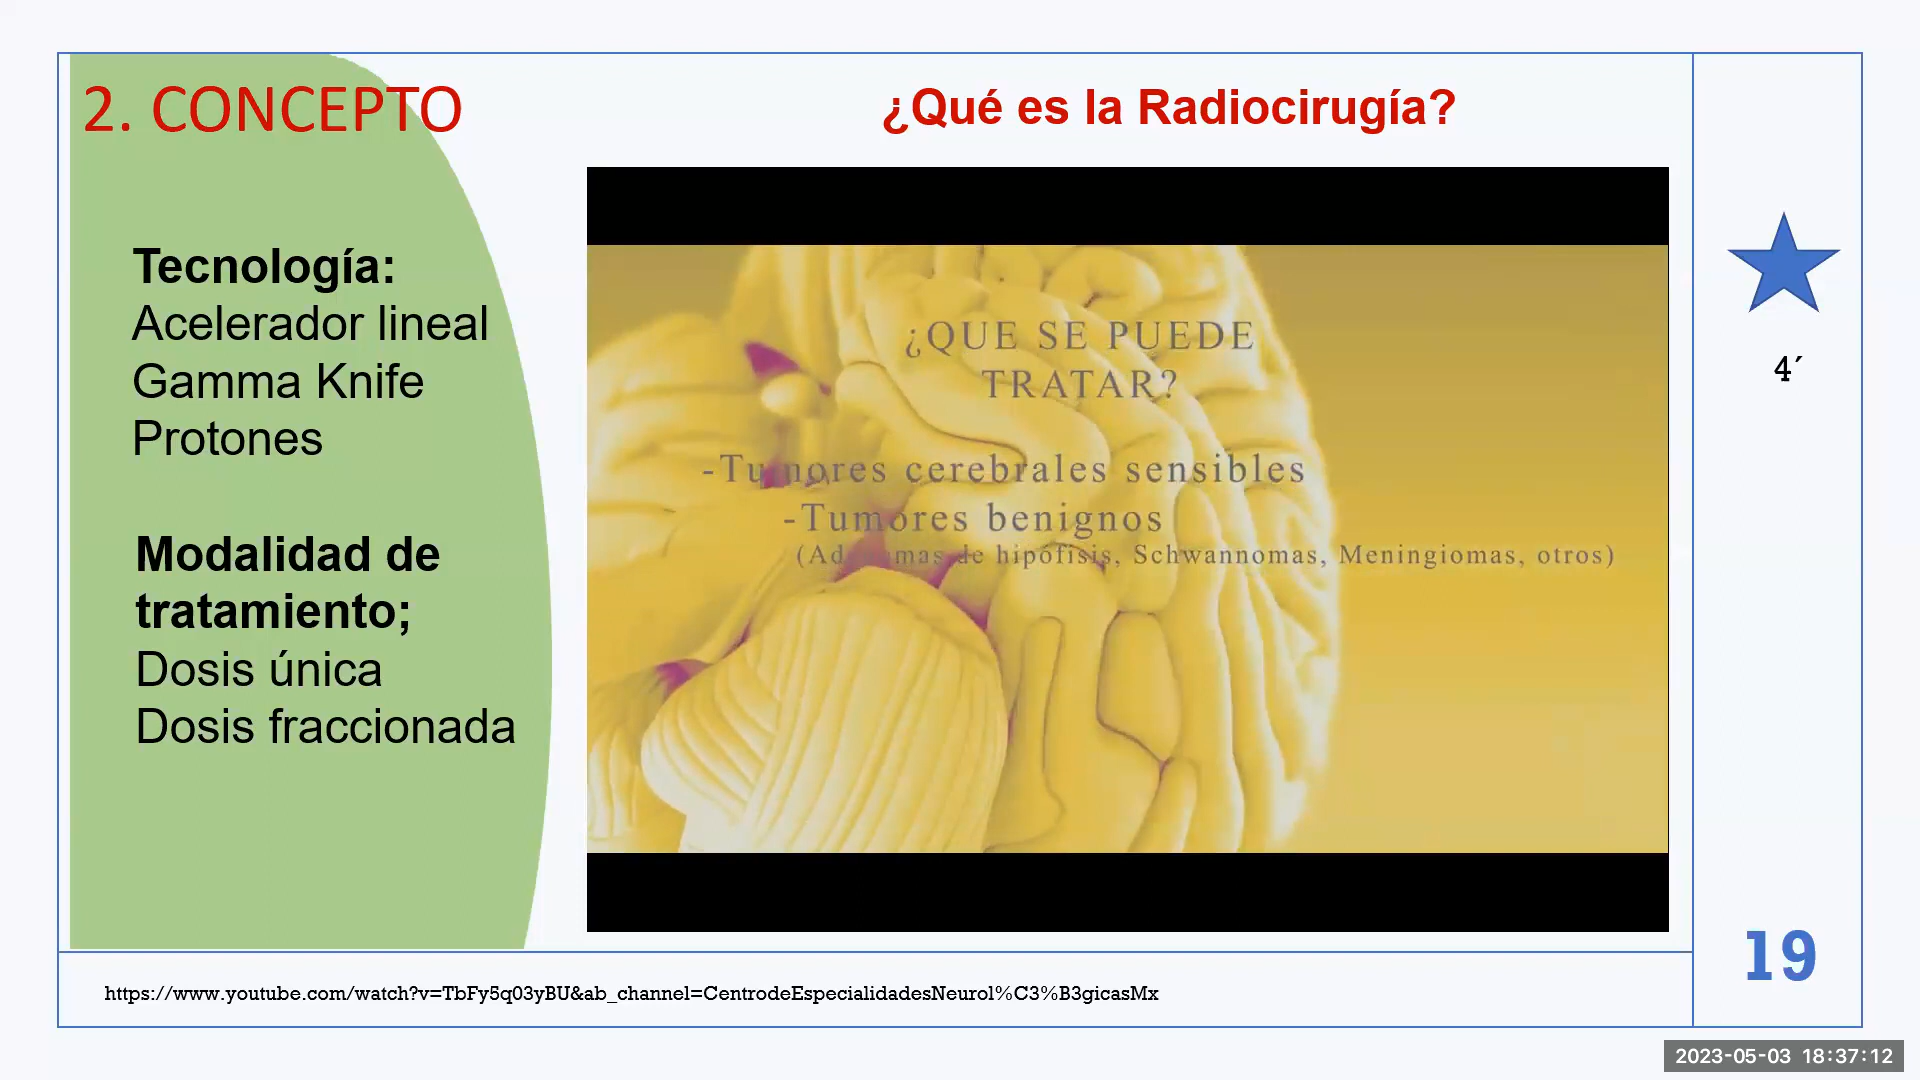 2. CONCEPTO
¿Qué es la Radiocirugía?
Tecnología:
Acelerador lineal
Gamma Knife
Protones
Modalidad de
tratamiento;
Dosis única
Dosis fraccionada
¿QUE SE PUEDE
TRATAR?
-Tumores cerebrales sensibles
-Tumores benignos
(Adenomas de hipófisis, Schwannomas, Meningiomas, otros)
4´
19
https://www.youtube.com/watch?v=TbFy5q03yBU&ab_channel=CentrodeEspecialidadesNeurol%C3%B3gicasMx
2023-05-03 18:37:12